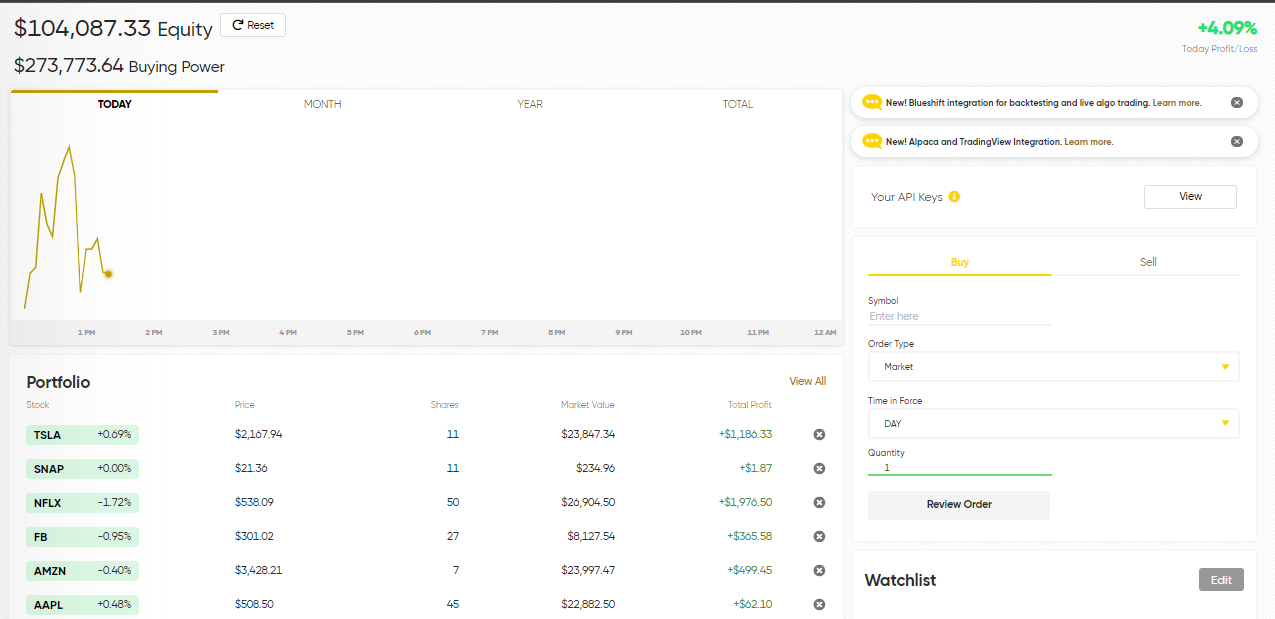 $104,087.33 Equity Reset
+4.09%
Today Profit/Loss
$273,773.64 Buying Power
TODAY MONTH YEAR TOTAL
1 PM 2 PM 3 PM 4 PM 5 PM 6 PM 7 PM 8 PM 9 PM 10 PM 11 PM 12 AM
Portfolio View All
Stock Price Shares Market Value Total Profit
TSLA +0.69% $2,167.94 11 $23,847.34 +$1,186.33
SNAP +0.00% $21.36 11 $234.96 +$1.87
NFLX -1.72% $538.09 50 $26,904.50 +$1,976.50
FB -0.95% $301.02 27 $8,127.54 +$365.58
AMZN -0.40% $3,428.21 7 $23,997.47 +$499.45
AAPL +0.48% $508.50 45 $22,882.50 +$62.10
New! Blueshift integration for backtesting and live algo trading. Learn more.
New! Alpaca and TradingView Integration. Learn more.
Your API Keys View
Buy Sell
Symbol
Enter here
Order Type
Market
Time in Force
DAY
Quantity
1
Review Order
Watchlist Edit